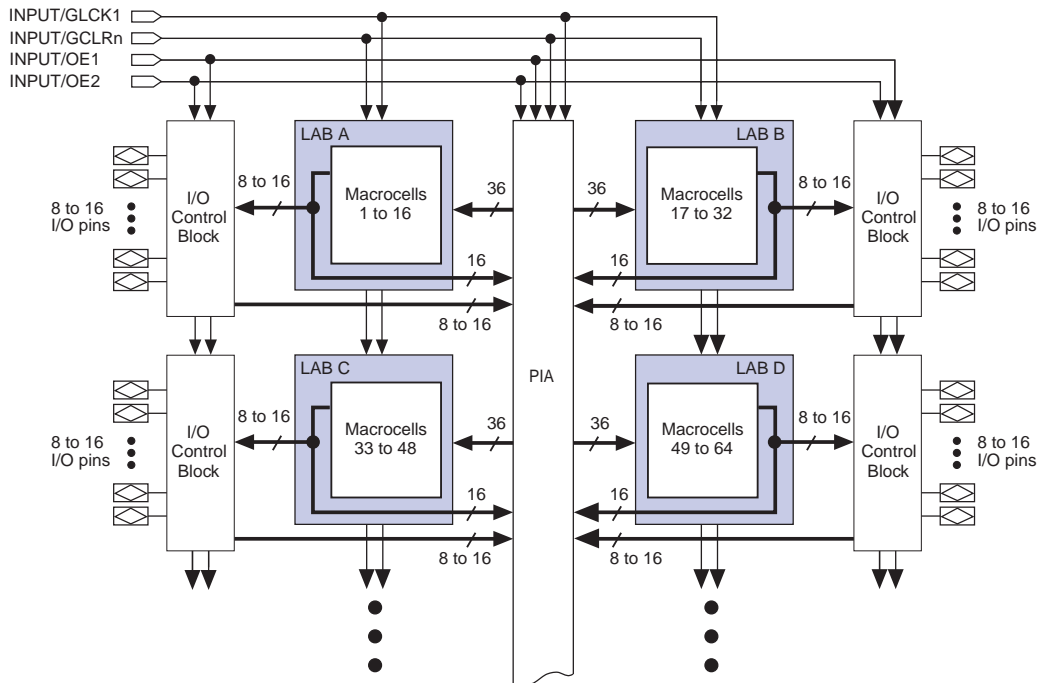 INPUT/GLCK1
INPUT/GCLRn
INPUT/OE1
INPUT/OE2
LAB A
LAB B
8 to 16
I/O pins
I/O
Control
Block
8 to 16
Macrocells
1 to 16
36
36
Macrocells
17 to 32
8 to 16
I/O
Control
Block
8 to 16
I/O pins
16
16
8 to 16
8 to 16
PIA
LAB C
LAB D
8 to 16
I/O pins
I/O
Control
Block
8 to 16
Macrocells
33 to 48
36
36
Macrocells
49 to 64
8 to 16
I/O
Control
Block
8 to 16
I/O pins
16
16
8 to 16
8 to 16